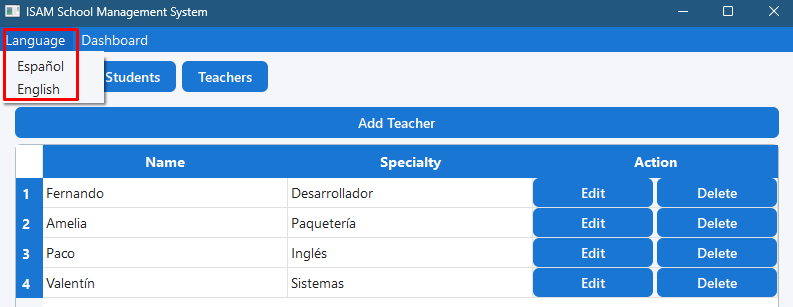 ISAM School Management System
Language Dashboard
Español
English
Students Teachers
Add Teacher
Name Specialty Action
1 Fernando Desarrollador Edit Delete
2 Amelia Paquetería Edit Delete
3 Paco Inglés Edit Delete
4 Valentín Sistemas Edit Delete